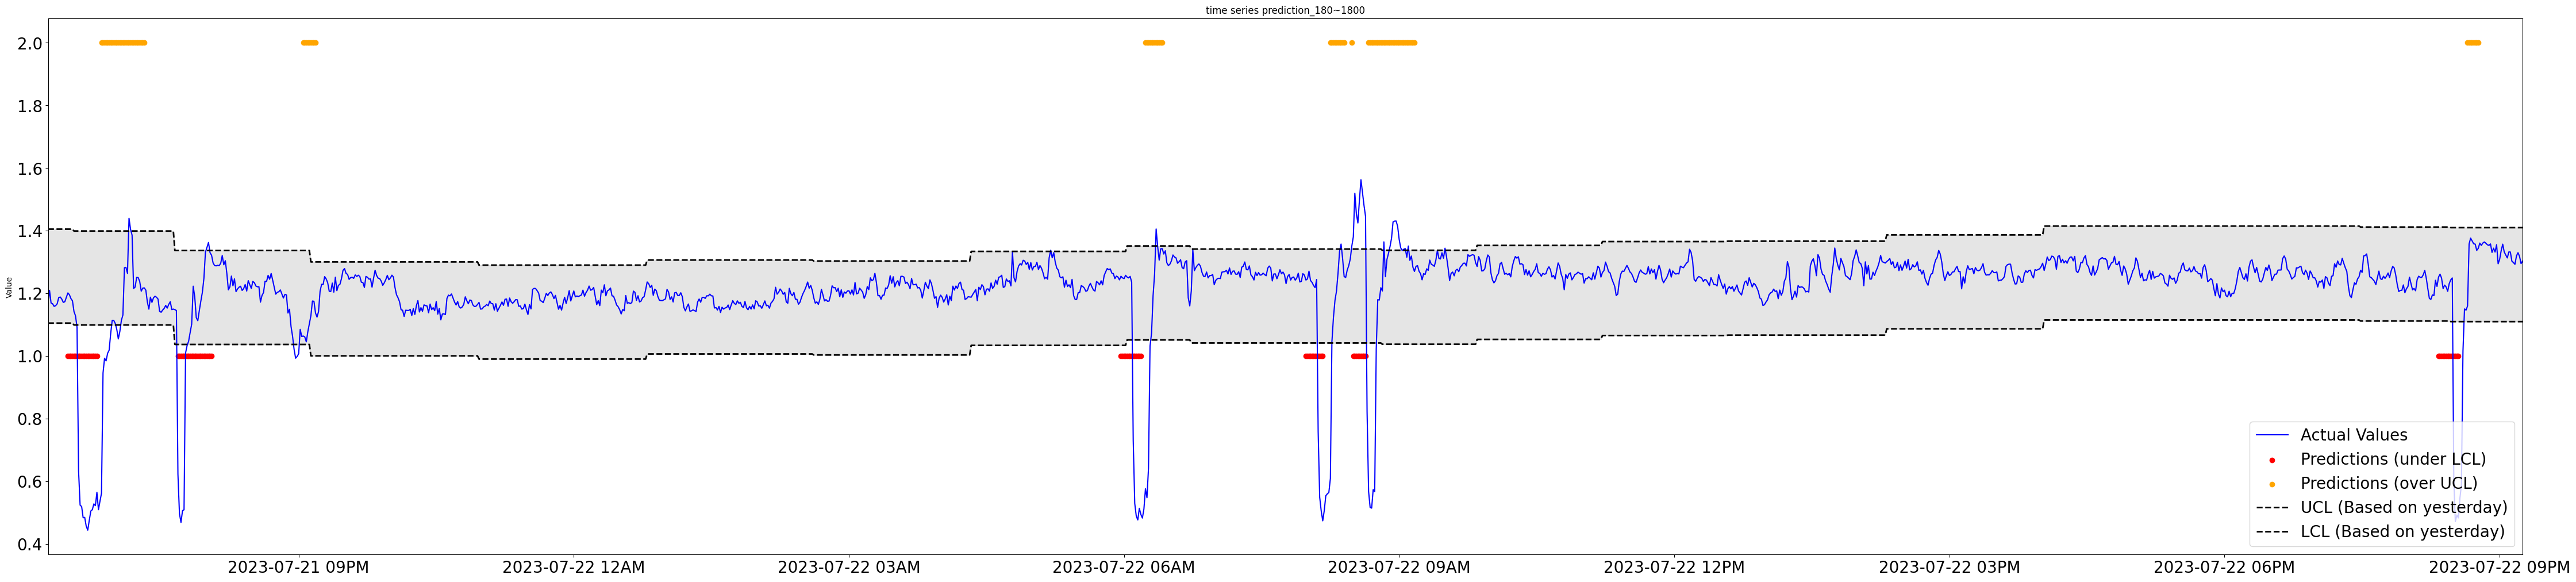 time series prediction_180~1800
Value
2.0
1.8
1.6
1.4
1.2
1.0
0.8
0.6
0.4
Actual Values
Predictions (under LCL)
Predictions (over UCL)
UCL (Based on yesterday)
LCL (Based on yesterday)
2023-07-21 09PM 2023-07-22 12AM 2023-07-22 03AM 2023-07-22 06AM 2023-07-22 09AM 2023-07-22 12PM 2023-07-22 03PM 2023-07-22 06PM 2023-07-22 09PM